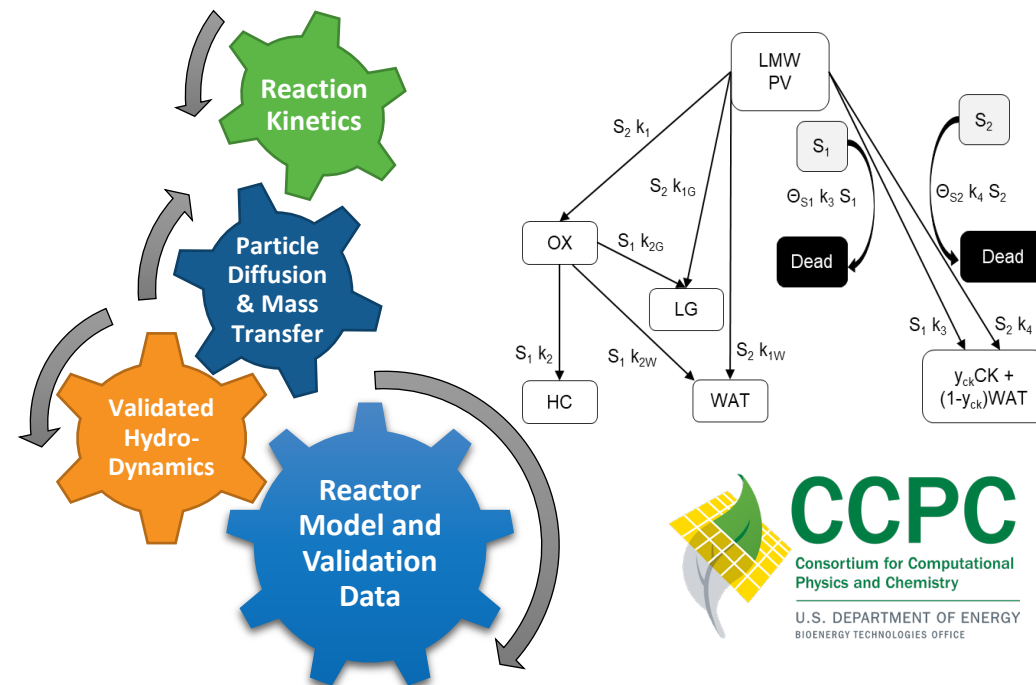 Reaction
Kinetics
Particle
Diffusion
& Mass
Transfer
Validated
Hydro-
Dynamics
Reactor
Model and
Validation
Data
LMW
PV
S₂ k₁
S₂ k₁G
S₁
S₂
ΘS1 k₃ S₁
ΘS2 k₄ S₂
OX
S₁ k₂G
Dead
Dead
LG
S₁ k₂
S₁ k₂W
S₂ k₁W
S₁ k₃
S₂ k₄
HC
WAT
yckCK +
(1-yck)WAT
CCPC
Consortium for Computational
Physics and Chemistry
U.S. DEPARTMENT OF ENERGY
BIOENERGY TECHNOLOGIES OFFICE